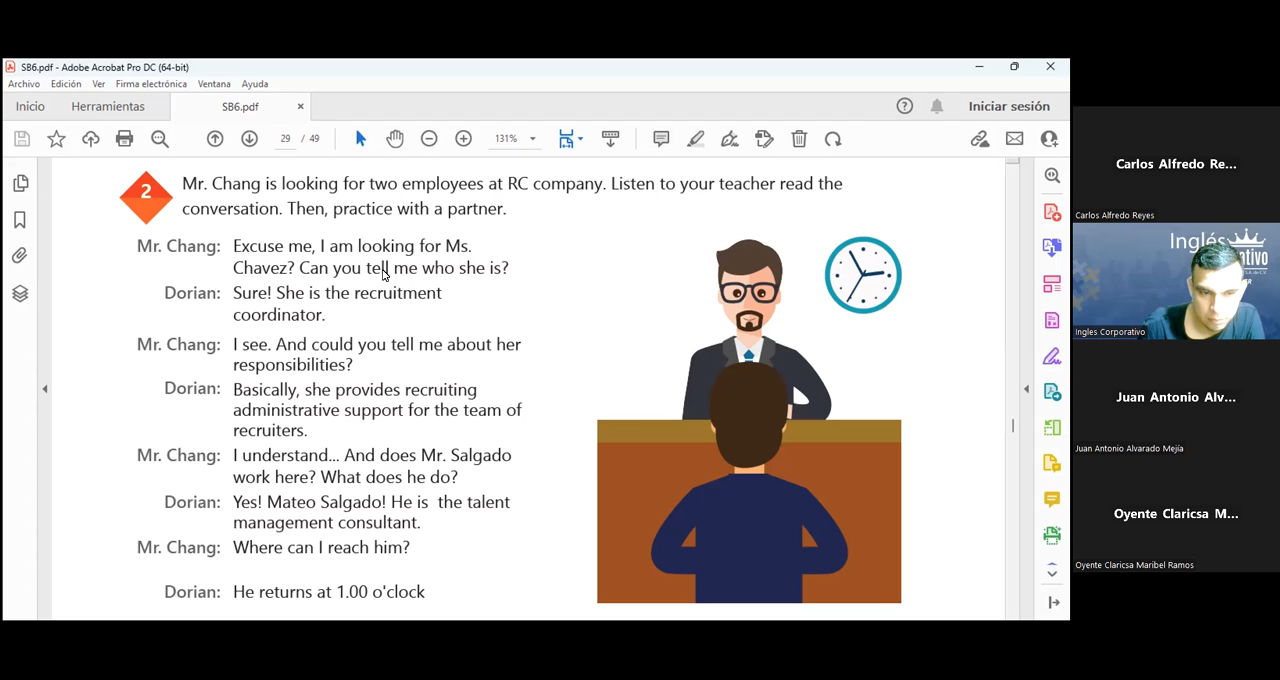 SB6.pdf - Adobe Acrobat Pro DC (64-bit)
Archivo Edición Ver Firma electrónica Ventana Ayuda
Inicio Herramientas SB6.pdf × Iniciar sesión
29 / 49 131%
2
Mr. Chang is looking for two employees at RC company. Listen to your teacher read the
conversation. Then, practice with a partner.
Mr. Chang: Excuse me, I am looking for Ms.
Chavez? Can you tell me who she is?
Dorian: Sure! She is the recruitment
coordinator.
Mr. Chang: I see. And could you tell me about her
responsibilities?
Dorian: Basically, she provides recruiting
administrative support for the team of
recruiters.
Mr. Chang: I understand... And does Mr. Salgado
work here? What does he do?
Dorian: Yes! Mateo Salgado! He is the talent
management consultant.
Mr. Chang: Where can I reach him?
Dorian: He returns at 1.00 o'clock
Carlos Alfredo Re...
Carlos Alfredo Reyes
Inglés
Ingles Corporativo
Juan Antonio Alv...
Juan Antonio Alvarado Mejía
Oyente Claricsa M...
Oyente Claricsa Maribel Ramos